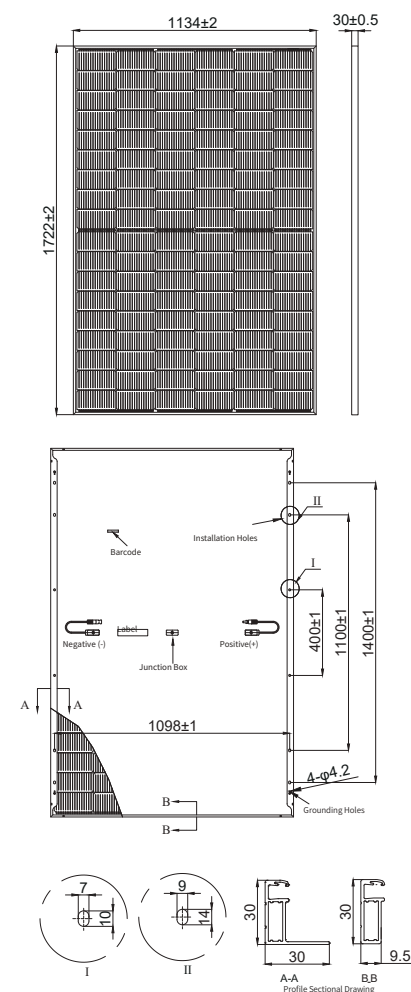 1134±2
30±0.5
1722±2
II
Installation Holes
Barcode
I
400±1
1100±1
1400±1
Label
Negative (-)
Positive(+)
Junction Box
A
A
1098±1
B
4-φ4.2
Grounding Holes
B
7
10
I
9
14
II
30
30
A-A
30
9.5
B,B
Profile Sectional Drawing